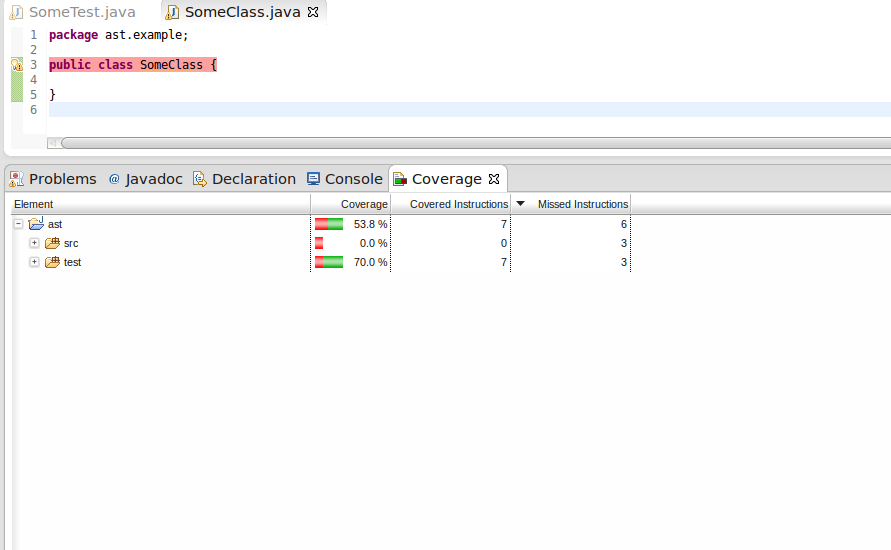 SomeTest.java SomeClass.java
1 package ast.example;
2
3 public class SomeClass {
4
5 }
6
Problems @ Javadoc Declaration Console Coverage
Element Coverage Covered Instructions Missed Instructions
ast 53.8 % 7 6
src 0.0 % 0 3
test 70.0 % 7 3